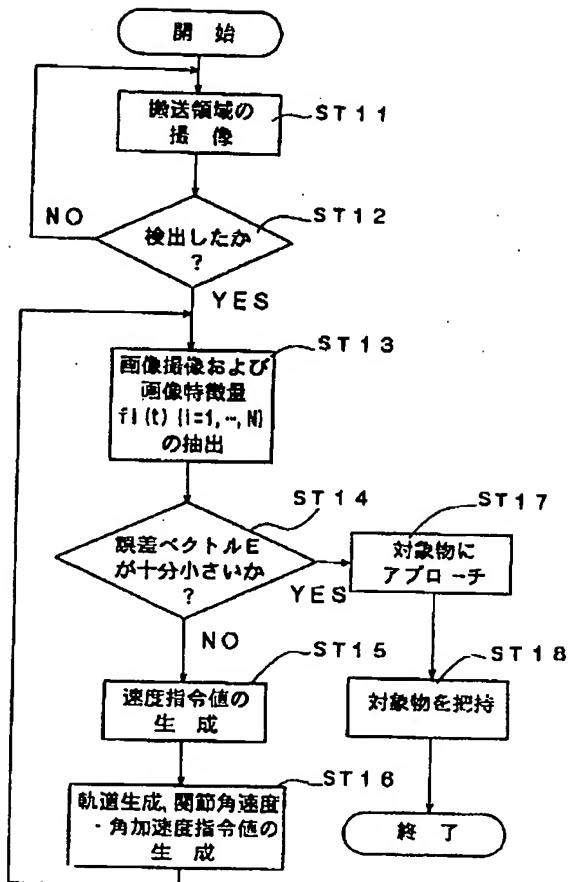 開 始
搬送領域の
撮 像
ST11
NO
検出したか
?
ST12
YES
ST13
画像撮像および
画像特徴量
fi(t) (i=1,…,N)
の抽出
ST14
誤差ベクトルE
が十分小さいか
?
YES
ST17
対象物に
アプローチ
NO
ST15
速度指令値の
生 成
ST18
対象物を把持
ST16
軌道生成、関節角速度
・角加速度指令値の
生 成
終 了